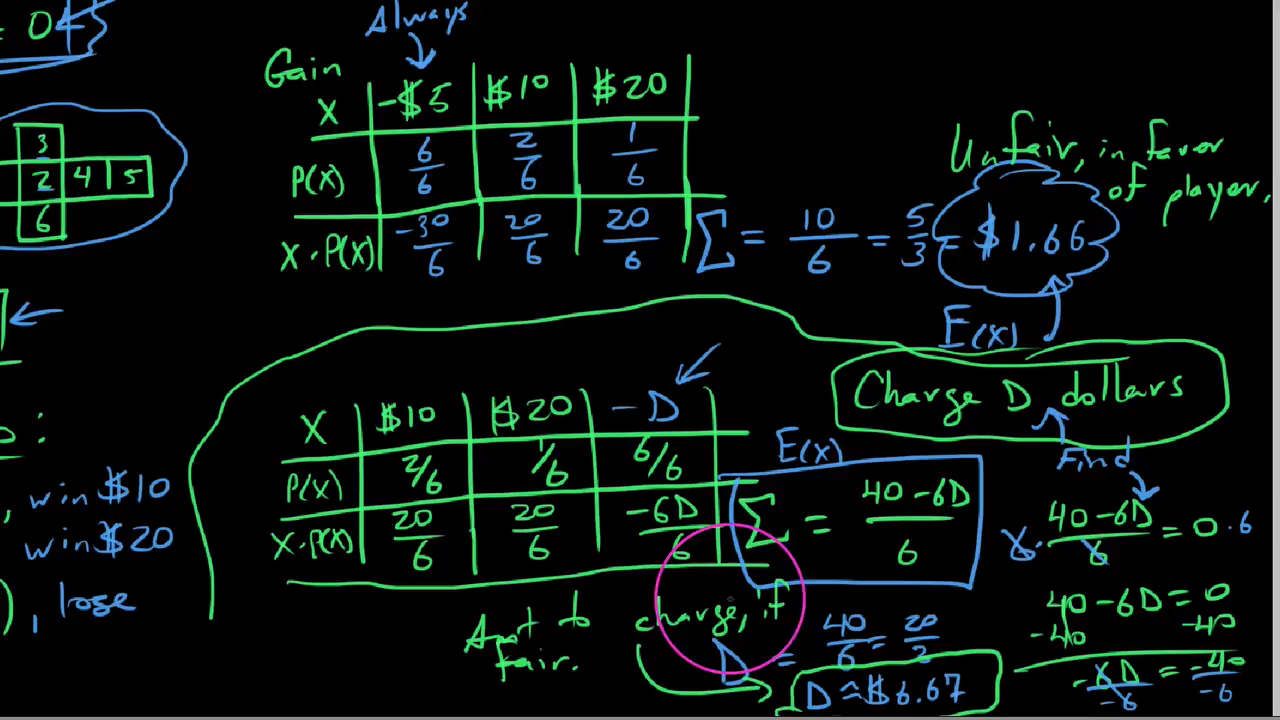 = 0.45
Always
Gain
X -$5 $10 $20
P(X) 6/6 2/6 1/6
X·P(X) -30/6 20/6 20/6 Σ = 10/6 = 5/3 = $1.66
Unfair, in favor
of player,
E(X)
3
2 4 5
6
Charge D dollars
Find
:
, win $10
win $20
), lose
X $10 $20 -D
P(X) 2/6 1/6 6/6
X·P(X) 20/6 20/6 -6D/6
E(X)
Σ = 40-6D/6
6· 40-6D/6 = 0·6
40-6D=0
-40 -40
-6D/-6 = -40/-6
Amt to charge, if
fair.
D = 40/6 = 20/3
D ≈ $6.67